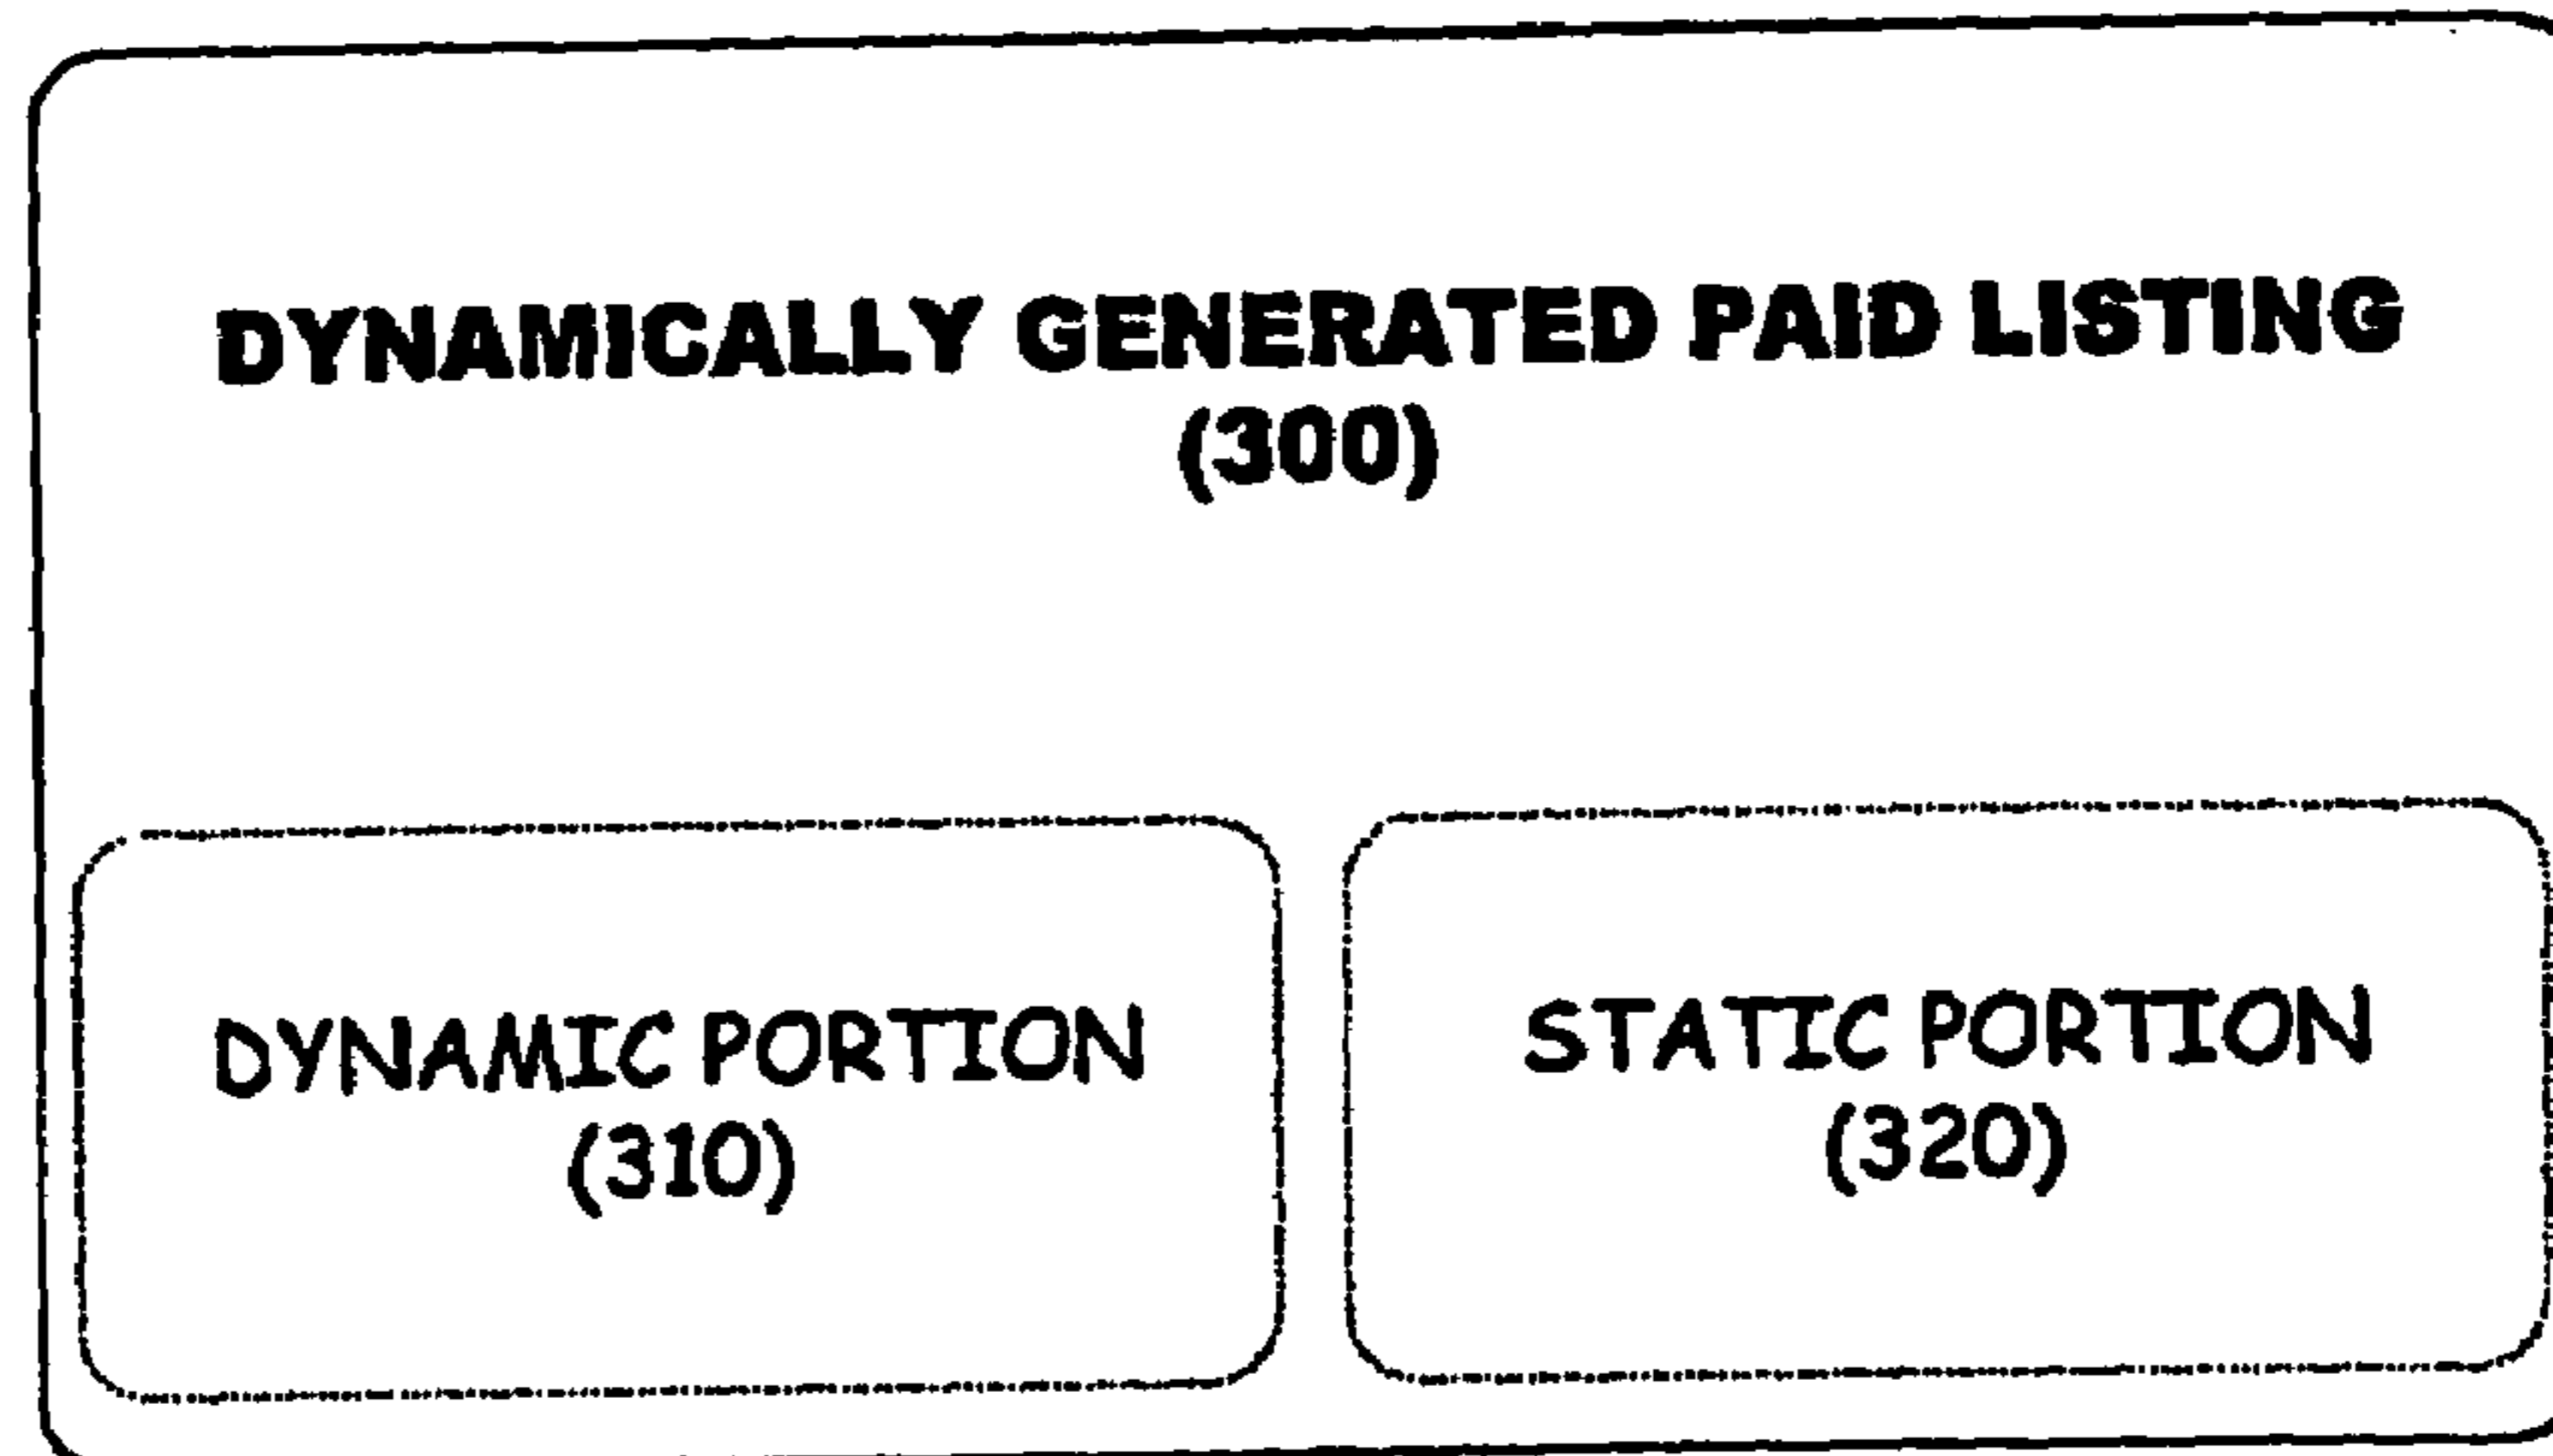 DYNAMICALLY GENERATED PAID LISTING
(300)
DYNAMIC PORTION
(310)
STATIC PORTION
(320)